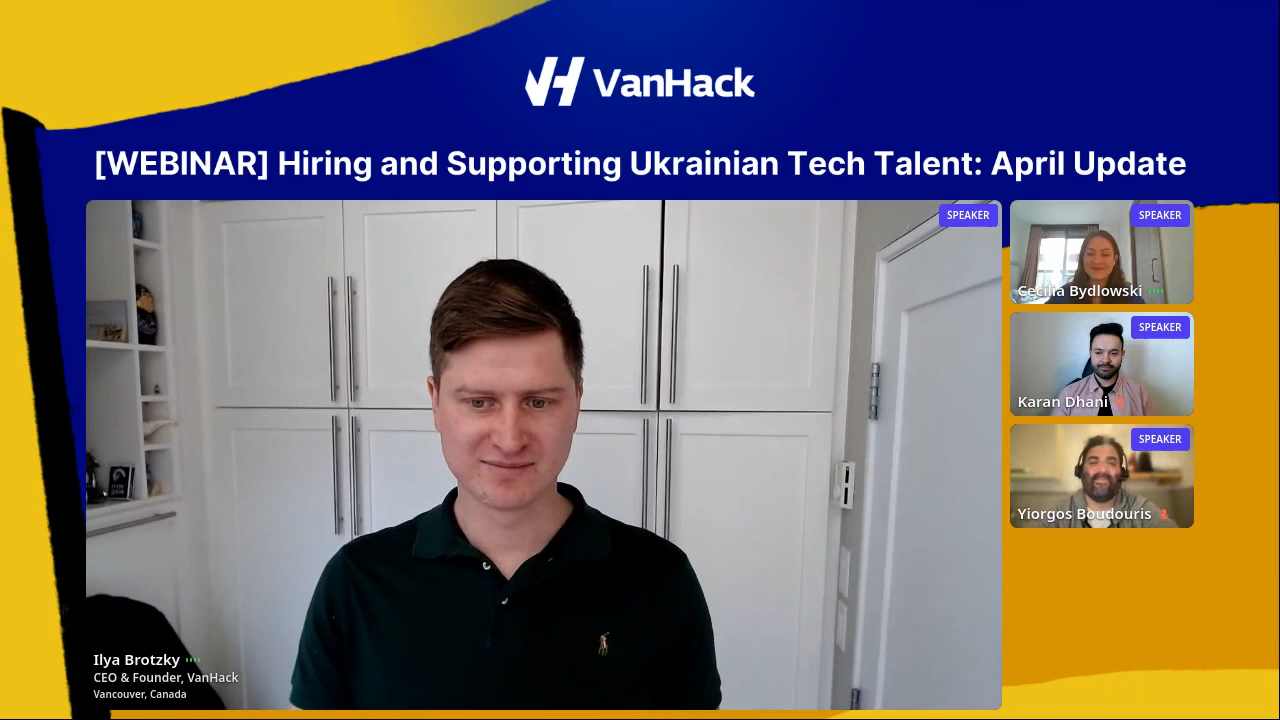 VanHack
[WEBINAR] Hiring and Supporting Ukrainian Tech Talent: April Update
SPEAKER
Ilya Brotzky
CEO & Founder, VanHack
Vancouver, Canada
SPEAKER
Cecilia Bydlowski
SPEAKER
Karan Dhani
SPEAKER
Yiorgos Boudouris